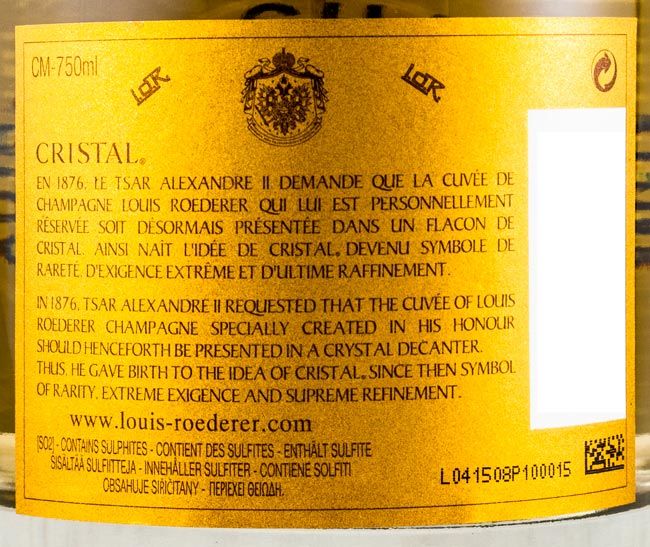 CM-750ml
LOR LOR
CRISTAL®
EN 1876, LE TSAR ALEXANDRE II DEMANDE QUE LA CUVÉE DE
CHAMPAGNE LOUIS ROEDERER QUI LUI EST PERSONNELLEMENT
RÉSERVÉE SOIT DÉSORMAIS PRÉSENTÉE DANS UN FLACON DE
CRISTAL. AINSI NAÎT L'IDÉE DE CRISTAL®, DEVENU SYMBOLE DE
RARETÉ, D'EXIGENCE EXTRÊME ET D'ULTIME RAFFINEMENT.
IN 1876, TSAR ALEXANDRE II REQUESTED THAT THE CUVÉE OF LOUIS
ROEDERER CHAMPAGNE SPECIALLY CREATED IN HIS HONOUR
SHOULD HENCEFORTH BE PRESENTED IN A CRYSTAL DECANTER.
THUS, HE GAVE BIRTH TO THE IDEA OF CRISTAL®, SINCE THEN SYMBOL
OF RARITY, EXTREME EXIGENCE AND SUPREME REFINEMENT.
www.louis-roederer.com
[SO2] - CONTAINS SULPHITES - CONTIENT DES SULFITES - ENTHÄLT SULFITE
SISÄLTÄÄ SULFIITTEJA - INNEHÅLLER SULFITER - CONTIENE SOLFITI
OBSAHUJE SIŘIČITANY - ΠΕΡΙΕΧΕΙ ΘΕΙΩΔΗ.
L041508P100015